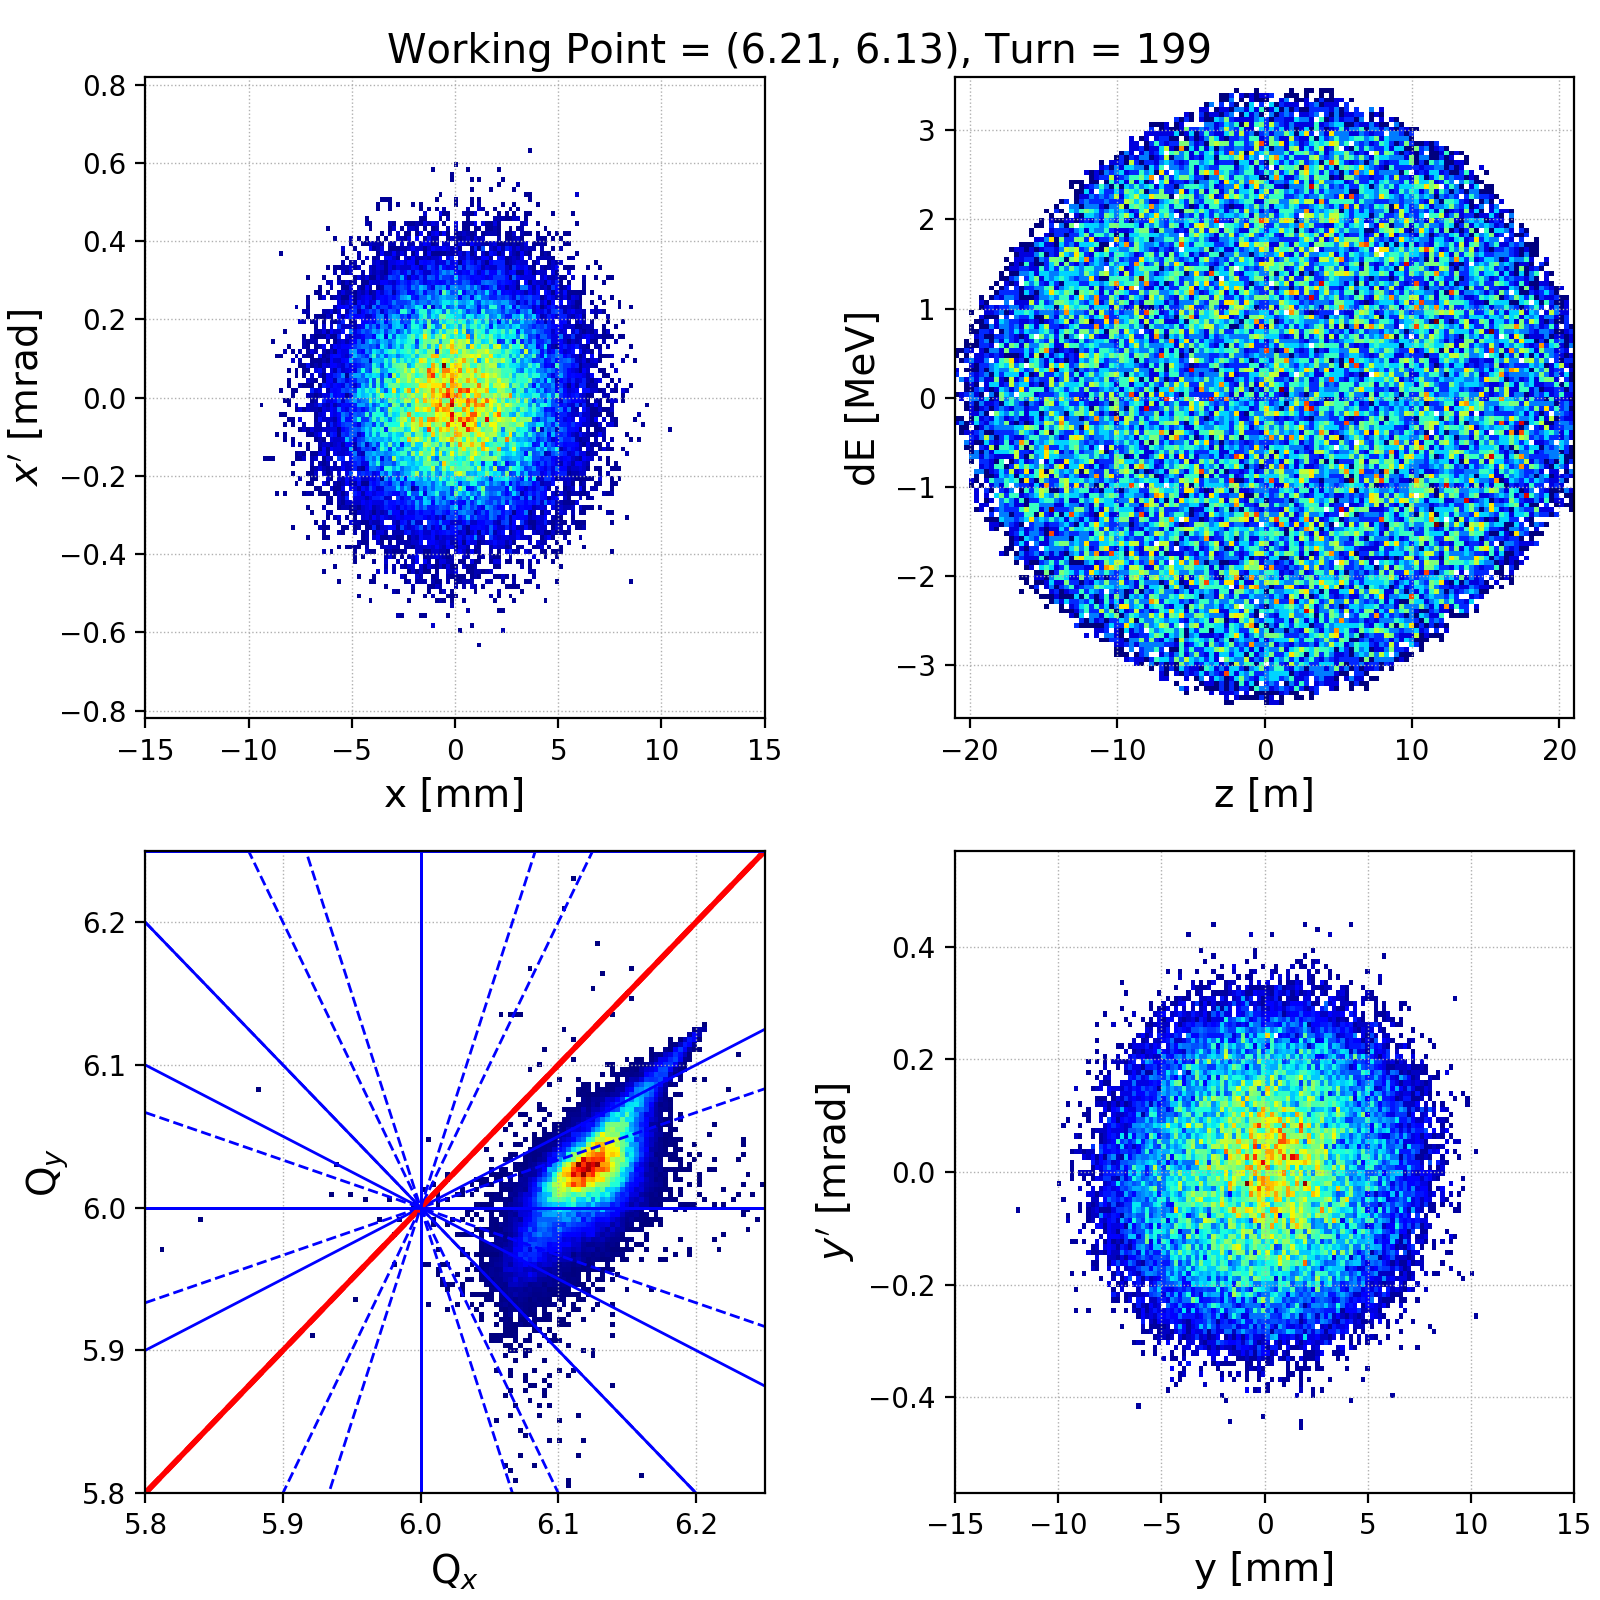 Working Point = (6.21, 6.13), Turn = 199
0.8
0.6
0.4
0.2
0.0
−0.2
−0.4
−0.6
−0.8
x′ [mrad]
−15 −10 −5 0 5 10 15
x [mm]
3
2
1
0
−1
−2
−3
dE [MeV]
−20 −10 0 10 20
z [m]
6.2
6.1
6.0
5.9
5.8
Qy
5.8 5.9 6.0 6.1 6.2
Qx
0.4
0.2
0.0
−0.2
−0.4
y′ [mrad]
−15 −10 −5 0 5 10 15
y [mm]